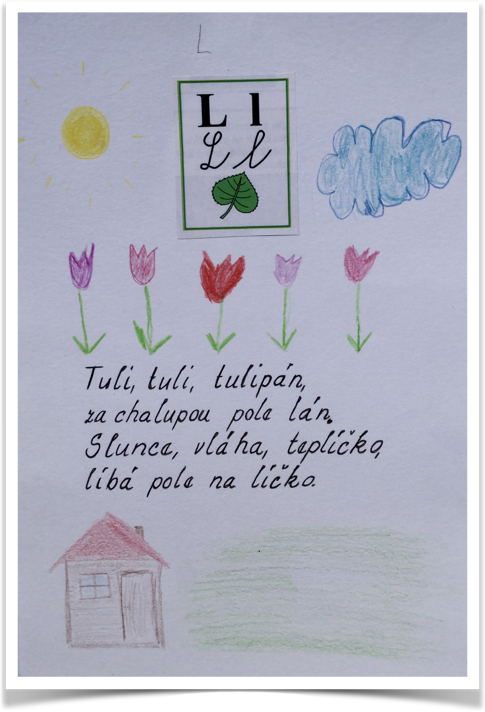 L
L l
L l
Tuli, tuli, tulipán,
za chalupou pole lán.
Slunce, vláha, teplíčko,
líbá pole na líčko.